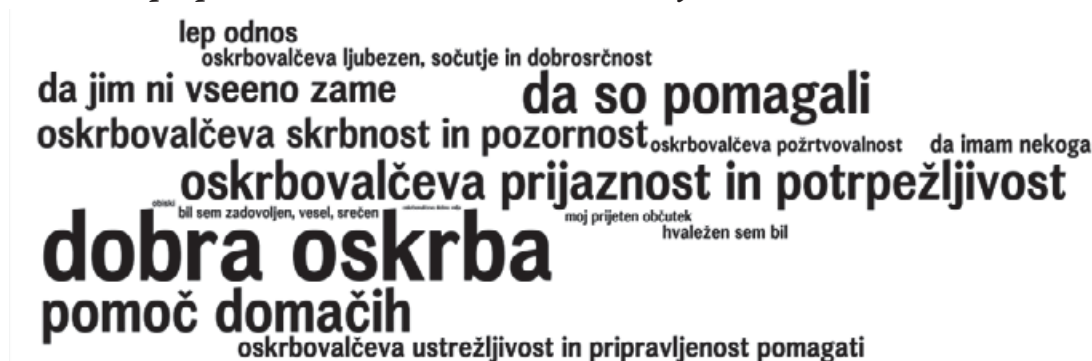 lep odnos
oskrbovalčeva ljubezen, sočutje in dobrosrčnost
da jim ni vseeno zame
da so pomagali
oskrbovalčeva skrbnost in pozornost
oskrbovalčeva požrtvovalnost
da imam nekoga
oskrbovalčeva prijaznost in potrpežljivost
obiski
bil sem zadovoljen, vesel, srečen
moj prijeten občutek
hvaležen sem bil
dobra oskrba
pomoč domačih
oskrbovalčeva ustrežljivost in pripravljenost pomagati